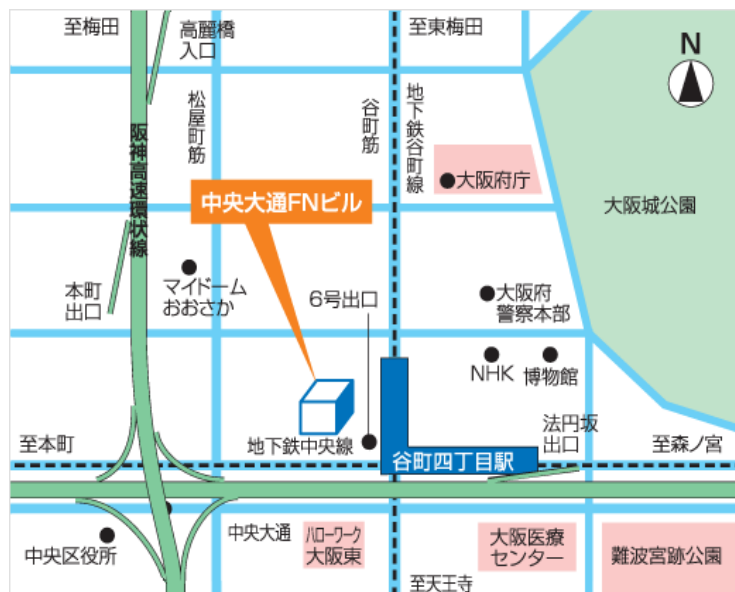 至梅田
高麗橋
入口
至東梅田
N
松屋町筋
谷町筋
地下鉄谷町線
阪神高速環状線
大阪府庁
中央大通FNビル
大阪城公園
本町
出口
マイドーム
おおさか
6号出口
大阪府
警察本部
NHK
博物館
法円坂
出口
至本町
地下鉄中央線
谷町四丁目駅
至森ノ宮
中央区役所
中央大通
ハローワーク
大阪東
大阪医療
センター
難波宮跡公園
至天王寺